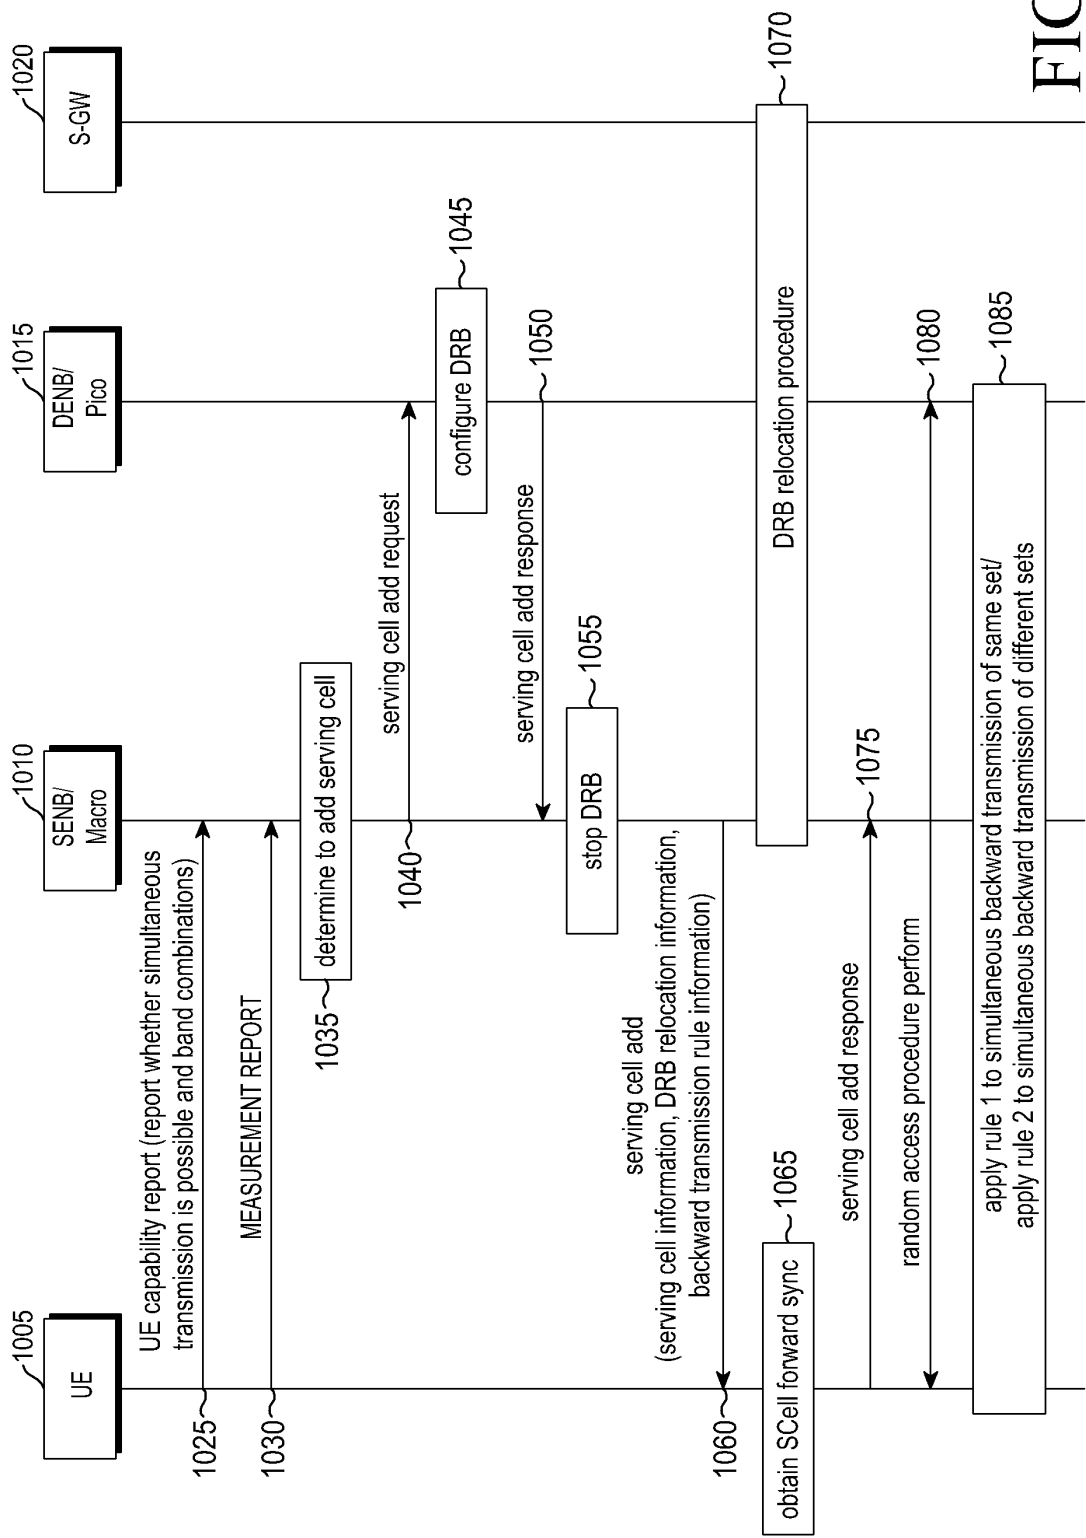 1005
UE
1010
SENB/
Macro
1015
DENB/
Pico
1020
S-GW
UE capability report (report whether simultaneous
transmission is possible and band combinations)
1025
MEASUREMENT REPORT
1030
determine to add serving cell
1035
serving cell add request
1040
configure DRB
1045
serving cell add response
1050
stop DRB
1055
serving cell add
(serving cell information, DRB relocation information,
backward transmission rule information)
1060
obtain SCell forward sync
1065
DRB relocation procedure
1070
serving cell add response
1075
random access procedure perform
1080
apply rule 1 to simultaneous backward transmission of same set/
apply rule 2 to simultaneous backward transmission of different sets
1085